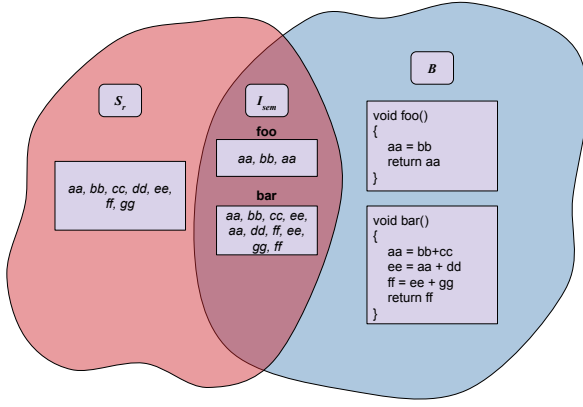 S_r
aa, bb, cc, dd, ee,
ff, gg
I_sem
foo
aa, bb, aa
bar
aa, bb, cc, ee,
aa, dd, ff, ee,
gg, ff
B
void foo()
{
aa = bb
return aa
}
void bar()
{
aa = bb+cc
ee = aa + dd
ff = ee + gg
return ff
}